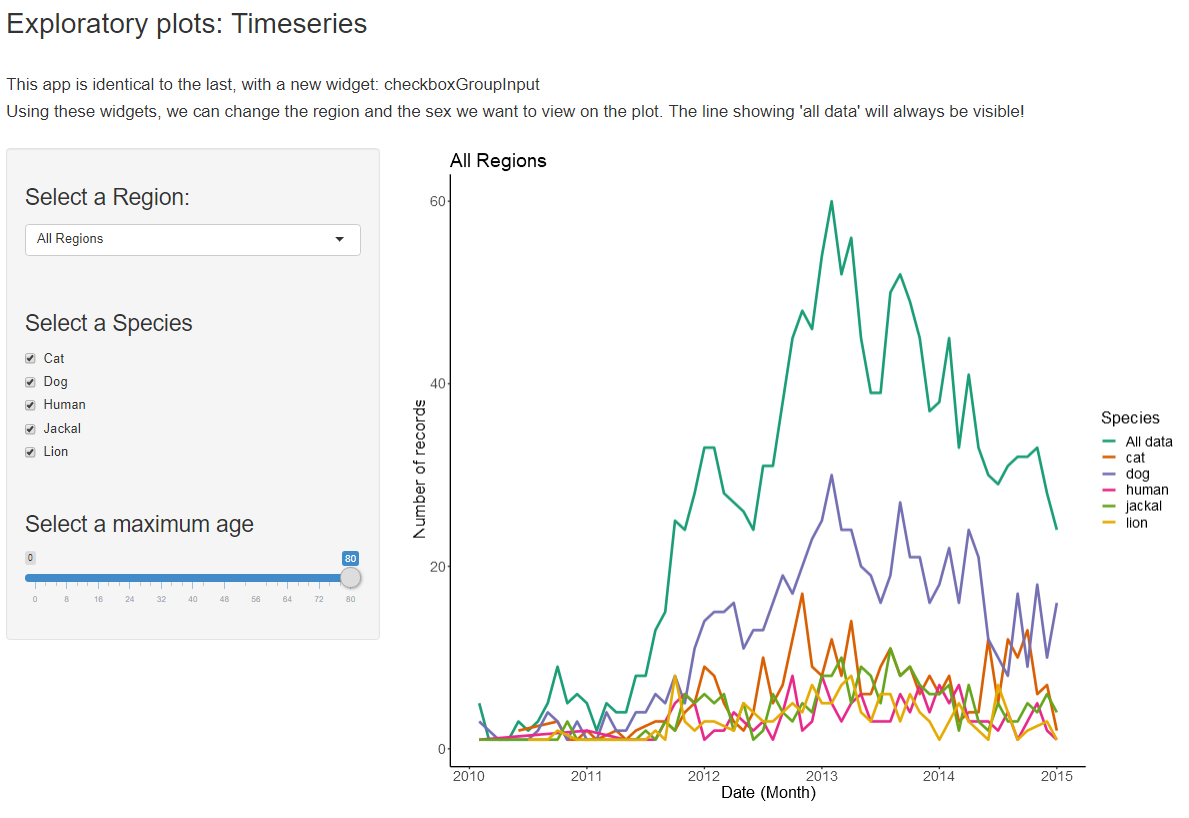 Exploratory plots: Timeseries
This app is identical to the last, with a new widget: checkboxGroupInput
Using these widgets, we can change the region and the sex we want to view on the plot. The line showing 'all data' will always be visible!
Select a Region:
All Regions
Select a Species
Cat
Dog
Human
Jackal
Lion
Select a maximum age
0 80
0 8 16 24 32 40 48 56 64 72 80
All Regions
Number of records
60
40
20
0
2010 2011 2012 2013 2014 2015
Date (Month)
Species
All data
cat
dog
human
jackal
lion